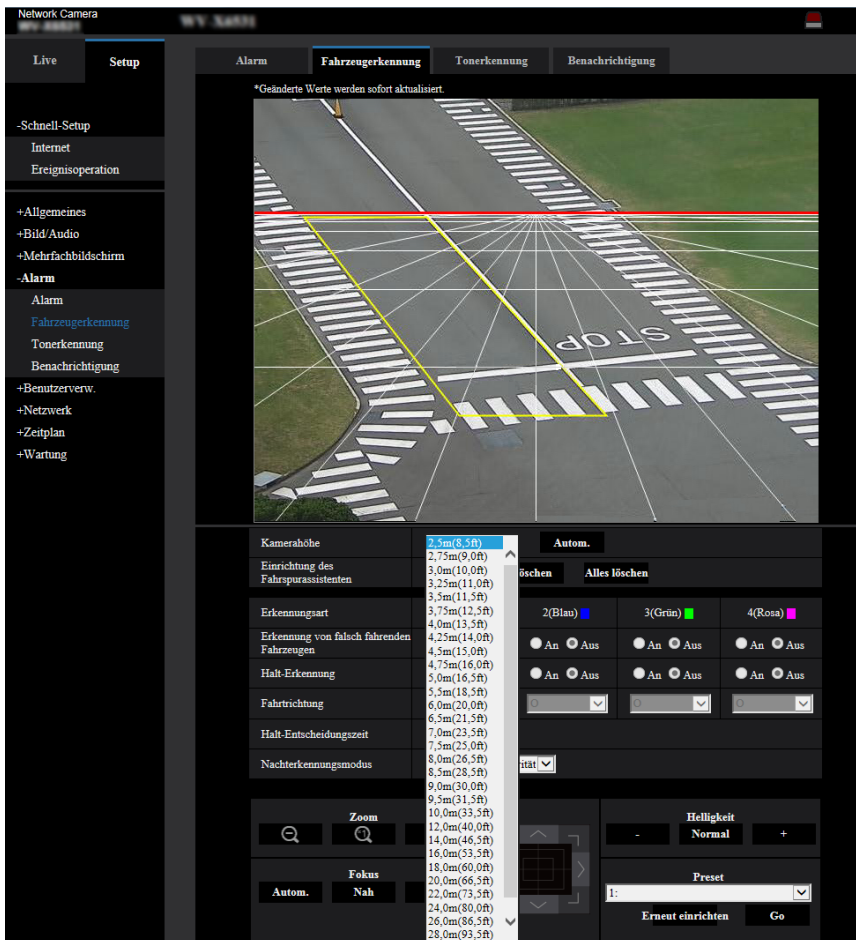 Network Camera
Live
Setup
Alarm
Fahrzeugerkennung
Tonerkennung
Benachrichtigung
*Geänderte Werte werden sofort aktualisiert.
-Schnell-Setup
Internet
Ereignisoperation
+Allgemeines
+Bild/Audio
+Mehrfachbildschirm
-Alarm
Alarm
Fahrzeugerkennung
Tonerkennung
Benachrichtigung
+Benutzerverw.
+Netzwerk
+Zeitplan
+Wartung
STOP
Kamerahöhe
Autom.
Einrichtung des
Fahrspurassistenten
öschen
Alles löschen
Erkennungsart
2(Blau)
3(Grün)
4(Rosa)
Erkennung von falsch fahrenden
Fahrzeugen
An Aus
An Aus
An Aus
Halt-Erkennung
An Aus
An Aus
An Aus
Fahrtrichtung
O
O
O
Halt-Entscheidungszeit
Nachterkennungsmodus
rität
2,5m(8,5ft)
2,75m(9,0ft)
3,0m(10,0ft)
3,25m(11,0ft)
3,5m(11,5ft)
3,75m(12,5ft)
4,0m(13,5ft)
4,25m(14,0ft)
4,5m(15,0ft)
4,75m(16,0ft)
5,0m(16,5ft)
5,5m(18,5ft)
6,0m(20,0ft)
6,5m(21,5ft)
7,0m(23,5ft)
7,5m(25,0ft)
8,0m(26,5ft)
8,5m(28,5ft)
9,0m(30,0ft)
9,5m(31,5ft)
10,0m(33,5ft)
12,0m(40,0ft)
14,0m(46,5ft)
16,0m(53,5ft)
18,0m(60,0ft)
20,0m(66,5ft)
22,0m(73,5ft)
24,0m(80,0ft)
26,0m(86,5ft)
28,0m(93,5ft)
Zoom
*1
Fokus
Autom.
Nah
Helligkeit
- Normal +
Preset
1:
Erneut einrichten
Go